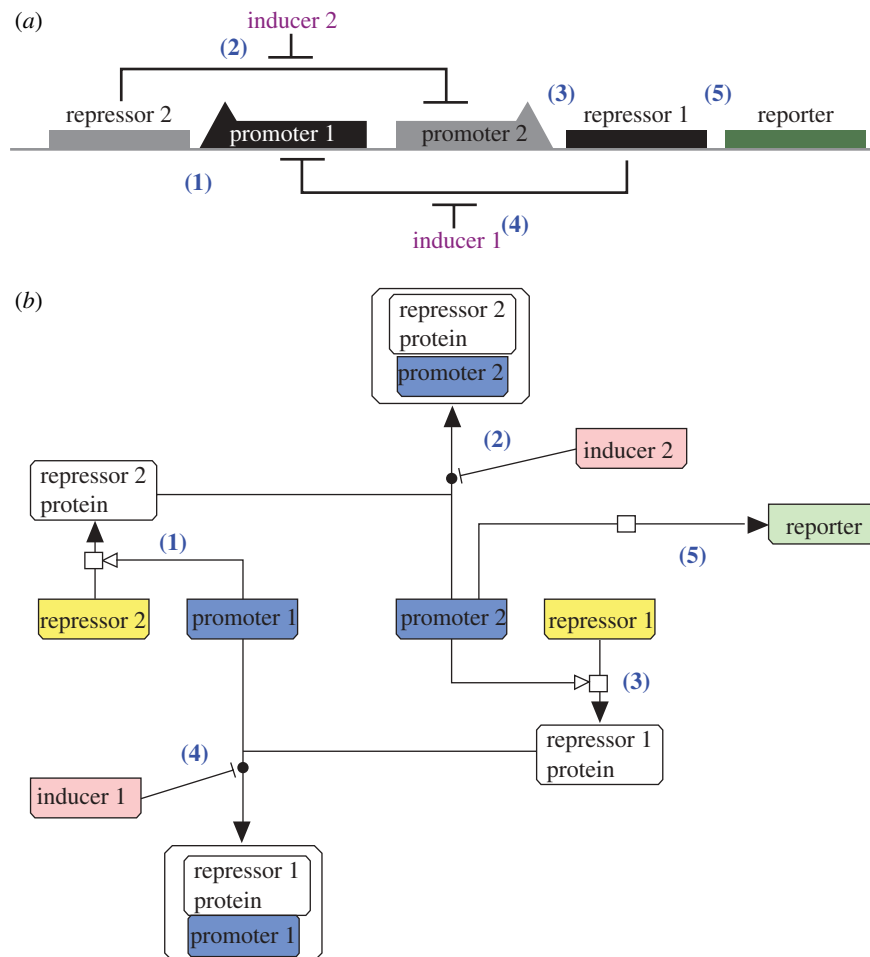 (a)
inducer 2
(2)
repressor 2
promoter 1
promoter 2
(3)
repressor 1
(5)
reporter
(1)
inducer 1
(4)
(b)
repressor 2
protein
promoter 2
(2)
inducer 2
repressor 2
protein
(1)
reporter
(5)
repressor 2
promoter 1
promoter 2
repressor 1
(3)
(4)
repressor 1
protein
inducer 1
repressor 1
protein
promoter 1